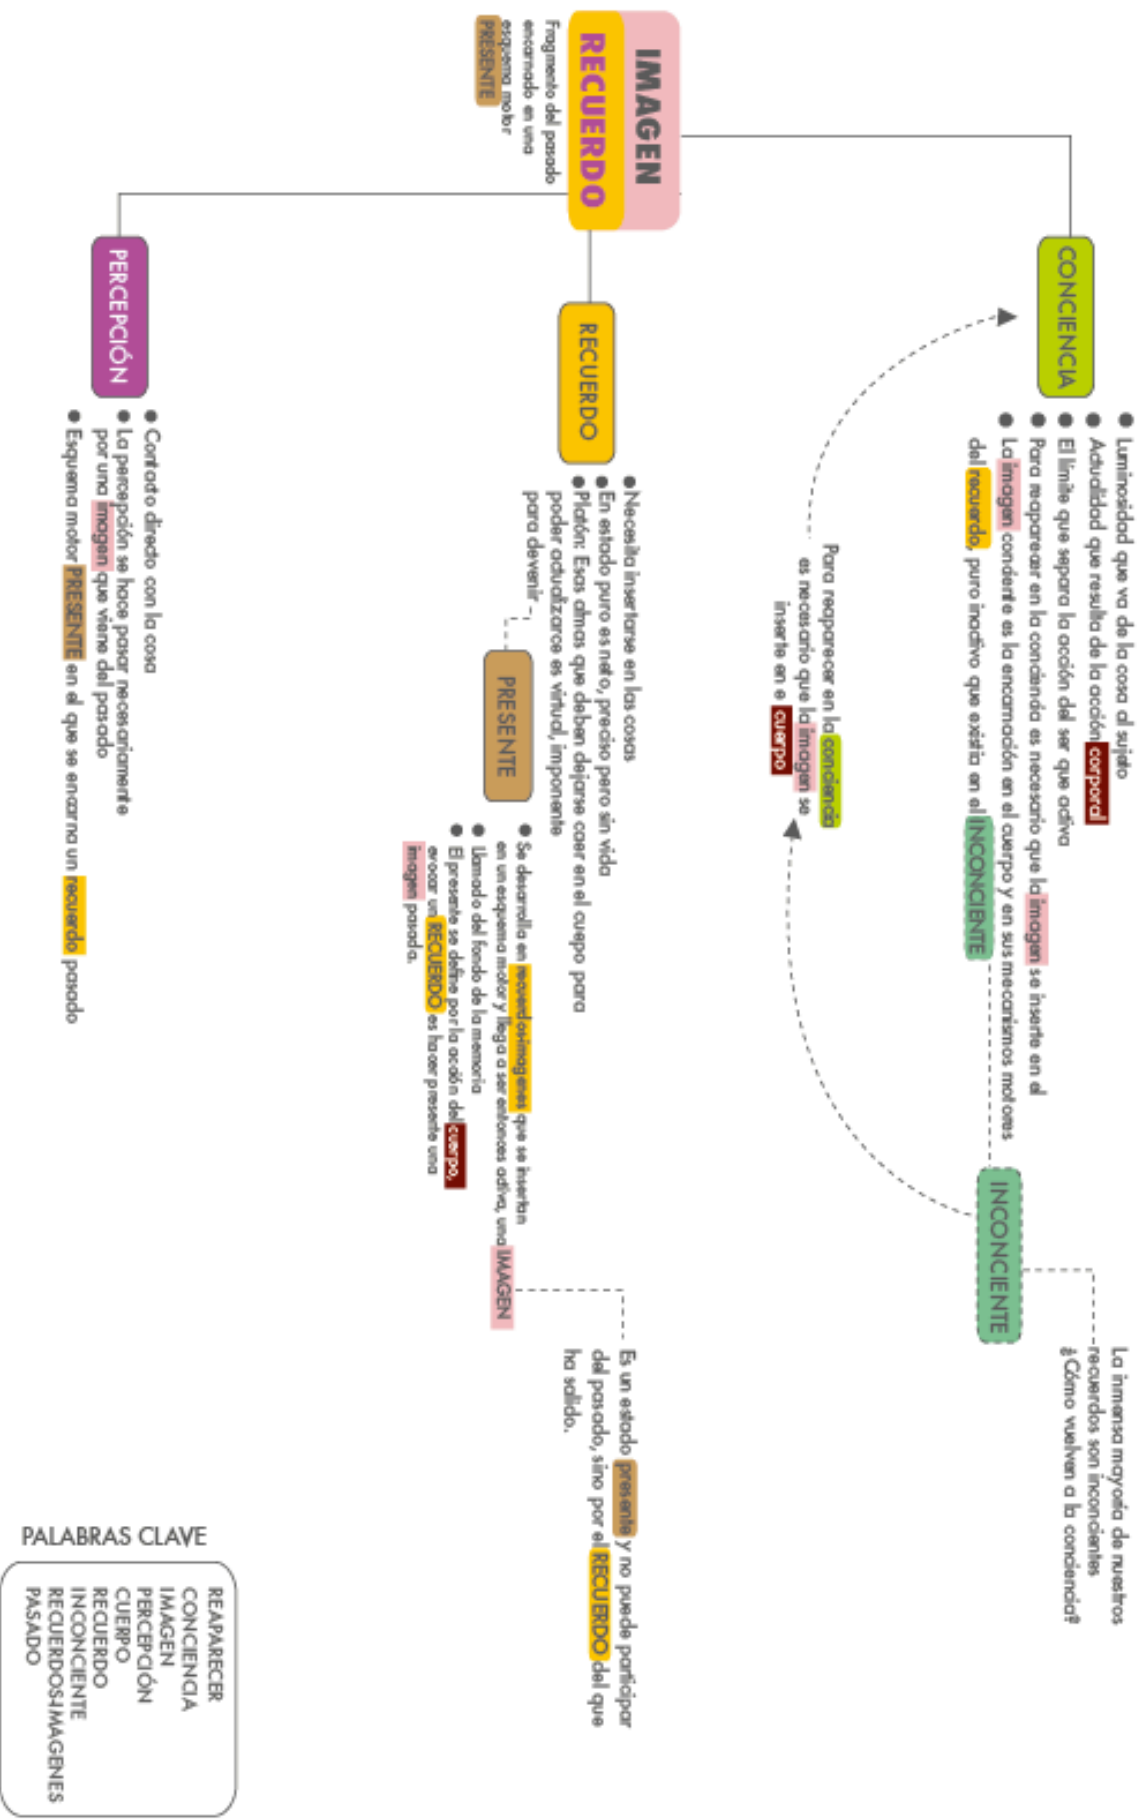 IMAGEN
RECUERDO
Fragmento del pasado
encarnado en una
esquema motor
PRESENTE
CONCIENCIA
Luminosidad que va de la cosa al sujeto
Actualidad que resulta de la acción corporal
El límite que separa la acción del ser que activa
Para reaparecer en la conciencia es necesario que la imagen se inserte en el
La imagen conciente es la encarnación en el cuerpo y en sus mecanismos motores
del recuerdo, puro inactivo que existía en el INCONCIENTE
INCONCIENTE
La inmensa mayoría de nuestros
recuerdos son inconcientes
¿Cómo vuelven a la conciencia?
Para reaparecer en la conciencia
es necesario que la imagen se
inserte en e cuerpo
RECUERDO
Necesita insertarse en las cosas
En estado puro es neto, preciso pero sin vida
Platón: Esas almas que deben dejarse caer en el cuepo para
poder actualizarce es virtual, imponente
para devenir
PRESENTE
Se desarrolla en recuerdos-imagenes que se insertan
en un esquema motor y llega a ser entonces activa, una IMAGEN
Llamado del fondo de la memoria
El presente se define por la acción del cuerpo,
evocar un RECUERDO es hacer presente una
imagen pasada.
Es un estado presente y no puede participar
del pasado, sino por el RECUERDO del que
ha salido.
PERCEPCIÓN
Contacto directo con la cosa
La percepción se hace pasar necesariamente
por una imagen que viene del pasado
Esquema motor PRESENTE en el que se encarna un recuerdo pasado
PALABRAS CLAVE
REAPARECER
CONCIENCIA
IMAGEN
PERCEPCIÓN
CUERPO
RECUERDO
INCONCIENTE
RECUERDOS-IMAGENES
PASADO